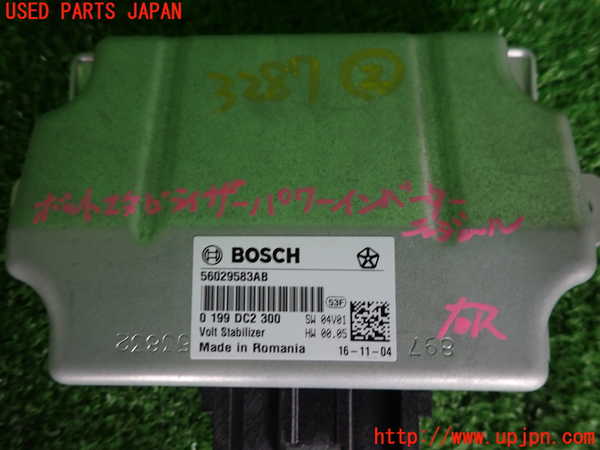 USED PARTS JAPAN
3287 ②
ボルトスタビライザーパワーインバーター
モジュール
BOSCH
56029583AB
53F
0 199 DC2 300 SW 04V01
Volt Stabilizer HW 00.05
Made in Romania 16-11-04
897
53832
http://www.upjpn.com/